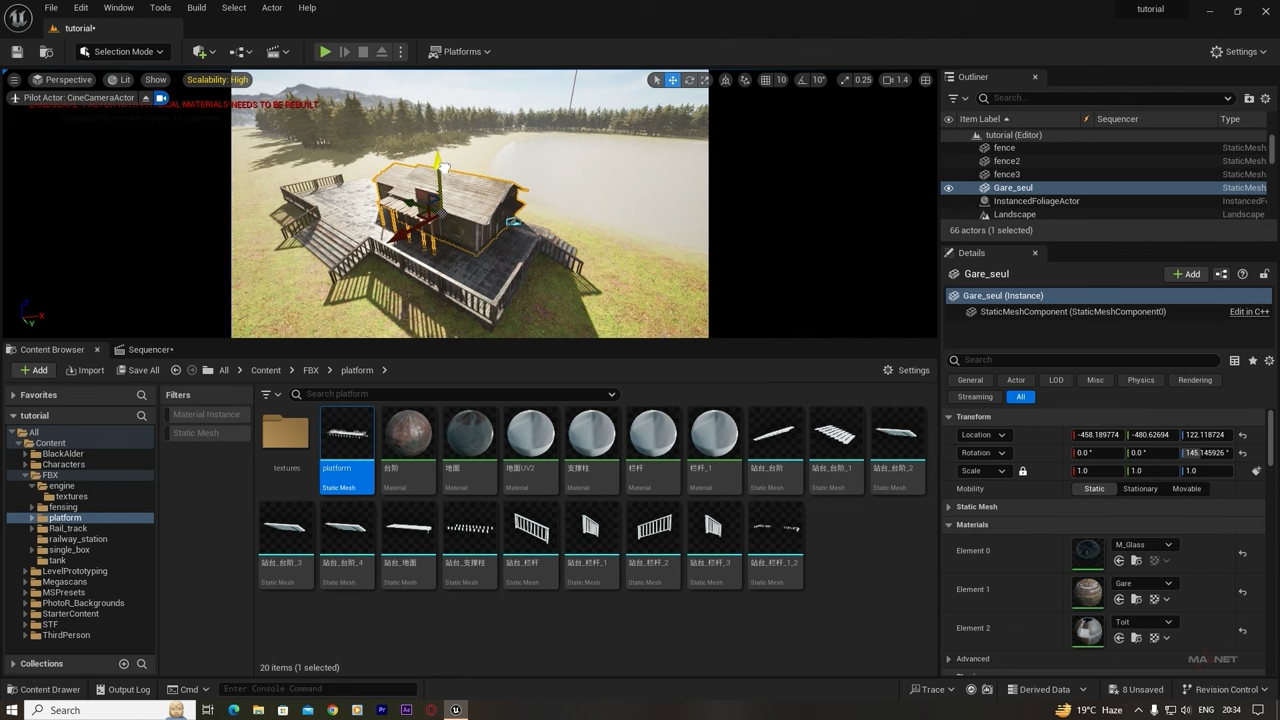 File Edit Window Tools Build Select Actor Help
tutorial
tutorial*
Selection Mode
Platforms
Settings
Perspective
Lit
Show
Scalability: High
10
10°
0.25
1.4
Pilot Actor: CineCameraActor
Outliner
Search...
Item Label
Sequencer
Type
tutorial (Editor)
fence
StaticMesh
fence2
StaticMesh
fence3
StaticMesh
Gare_seul
StaticMesh
InstancedFoliageActor
InstancedFo
Landscape
Landscape
66 actors (1 selected)
Details
Gare_seul
Add
Gare_seul (Instance)
StaticMeshComponent (StaticMeshComponent0)
Edit in C++
Search
General
Actor
LOD
Misc
Physics
Rendering
Streaming
All
Transform
Location
-458.189774
-480.62694
122.118724
Rotation
0.0 °
0.0 °
145.145926 °
Scale
1.0
1.0
1.0
Mobility
Static
Stationary
Movable
Static Mesh
Materials
Element 0
M_Glass
Element 1
Gare
Element 2
Toit
Advanced
Content Browser
Sequencer*
Add
Import
Save All
All
Content
FBX
platform
Settings
Favorites
tutorial
All
Content
BlackAlder
Characters
FBX
engine
textures
fensing
platform
Rail_track
railway_station
single_box
tank
LevelPrototyping
Megascans
MSPresets
PhotoR_Backgrounds
StarterContent
STF
ThirdPerson
Collections
Filters
Material Instance
Static Mesh
Search platform
textures
platform
Static Mesh
台阶
Material
地面
Material
地面UV2
Material
支撑柱
Material
栏杆
Material
栏杆_1
Material
站台_台阶
Static Mesh
站台_台阶_1
Static Mesh
站台_台阶_2
Static Mesh
站台_台阶_3
Static Mesh
站台_台阶_4
Static Mesh
站台_地面
Static Mesh
站台_支撑柱
Static Mesh
站台_栏杆
Static Mesh
站台_栏杆_1
Static Mesh
站台_栏杆_2
Static Mesh
站台_栏杆_3
Static Mesh
站台_栏杆_1_2
Static Mesh
20 items (1 selected)
Content Drawer
Output Log
Cmd
Enter Console Command
Trace
Derived Data
8 Unsaved
Revision Control
Search
19°C Haze
ENG
20:34